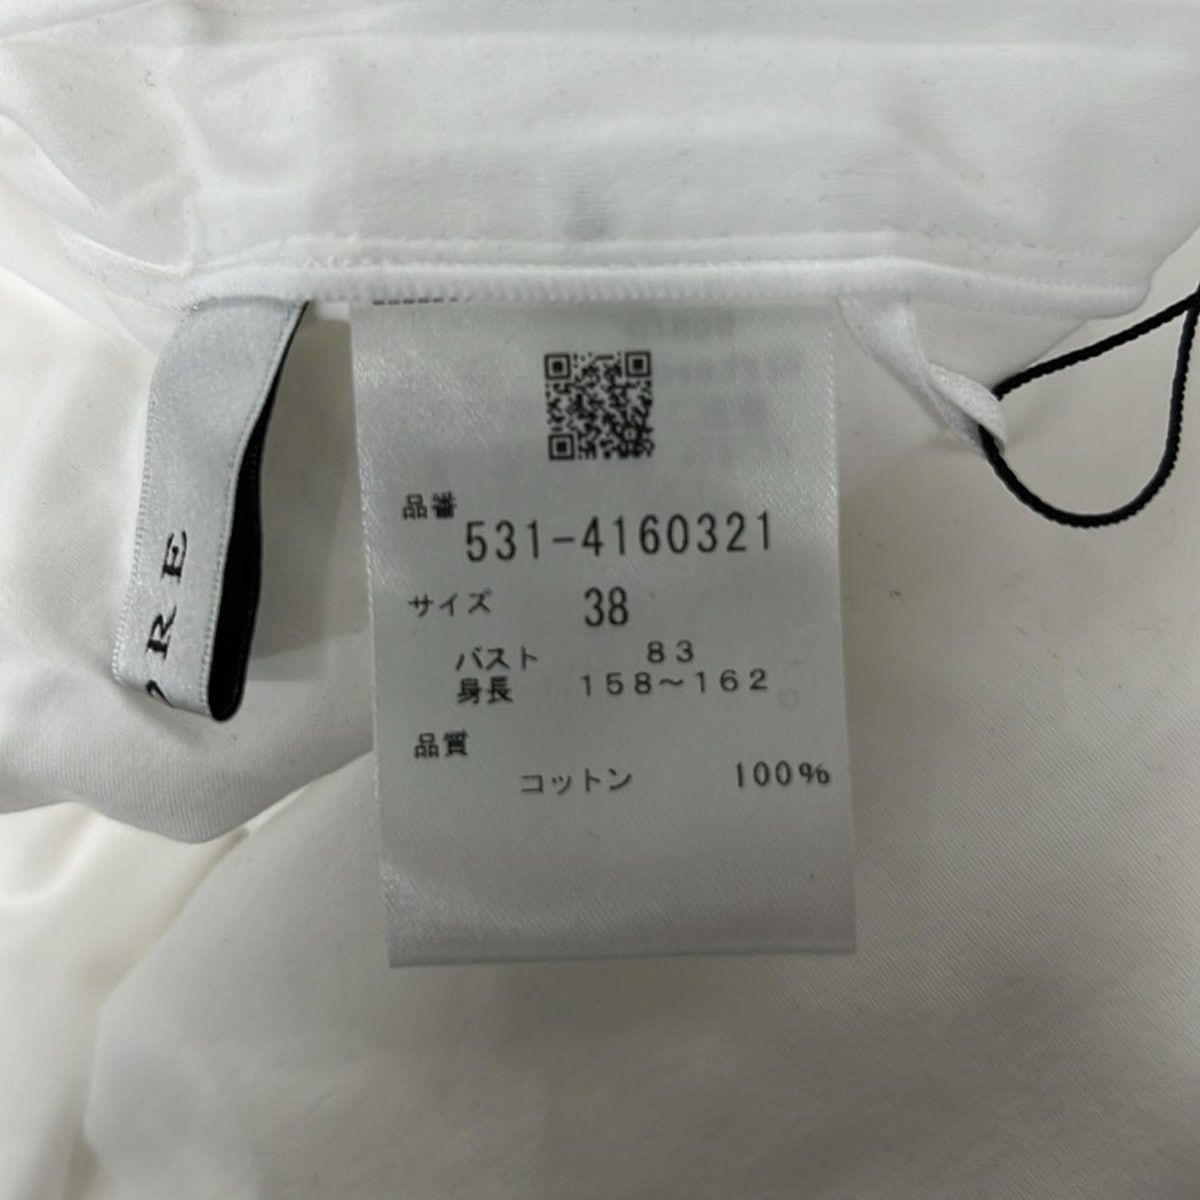 RE
品番
531-4160321
サイズ 38
バスト 83
身長 158～162
品質
コットン 100%